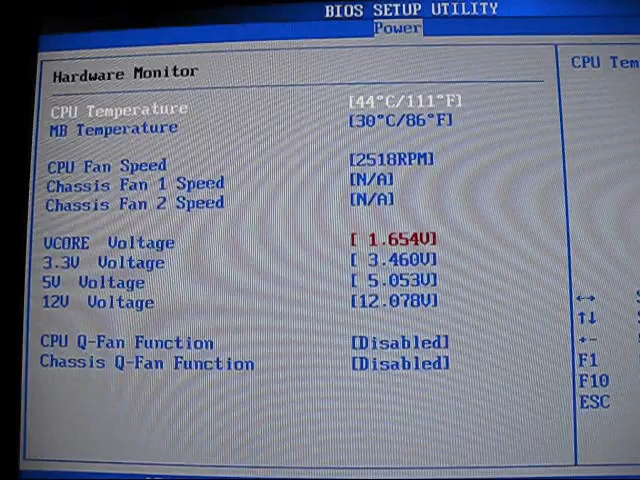 BIOS SETUP UTILITY
Power
Hardware Monitor
CPU Tem
CPU Temperature [44°C/111°F]
MB Temperature [30°C/86°F]
CPU Fan Speed [2518RPM]
Chassis Fan 1 Speed [N/A]
Chassis Fan 2 Speed [N/A]
VCORE Voltage [ 1.654V]
3.3V Voltage [ 3.460V]
5V Voltage [ 5.053V]
12V Voltage [12.078V]
CPU Q-Fan Function [Disabled]
Chassis Q-Fan Function [Disabled]
↔
↑↓
+-
F1
F10
ESC